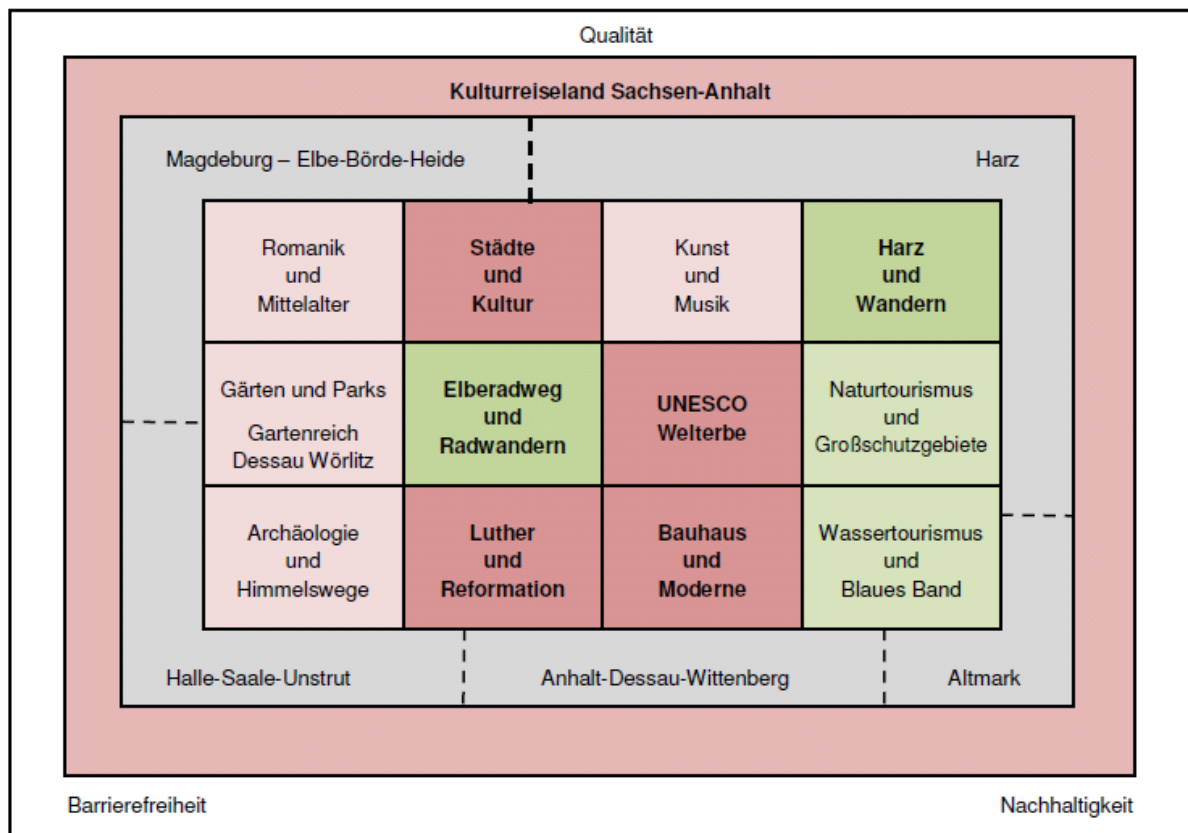 Qualität
Kulturreiseland Sachsen-Anhalt
Magdeburg – Elbe-Börde-Heide
Harz
Romanik
und
Mittelalter
Städte
und
Kultur
Kunst
und
Musik
Harz
und
Wandern
Gärten und Parks
Gartenreich
Dessau Wörlitz
Elberadweg
und
Radwandern
UNESCO
Welterbe
Naturtourismus
und
Großschutzgebiete
Archäologie
und
Himmelswege
Luther
und
Reformation
Bauhaus
und
Moderne
Wassertourismus
und
Blaues Band
Halle-Saale-Unstrut
Anhalt-Dessau-Wittenberg
Altmark
Barrierefreiheit
Nachhaltigkeit